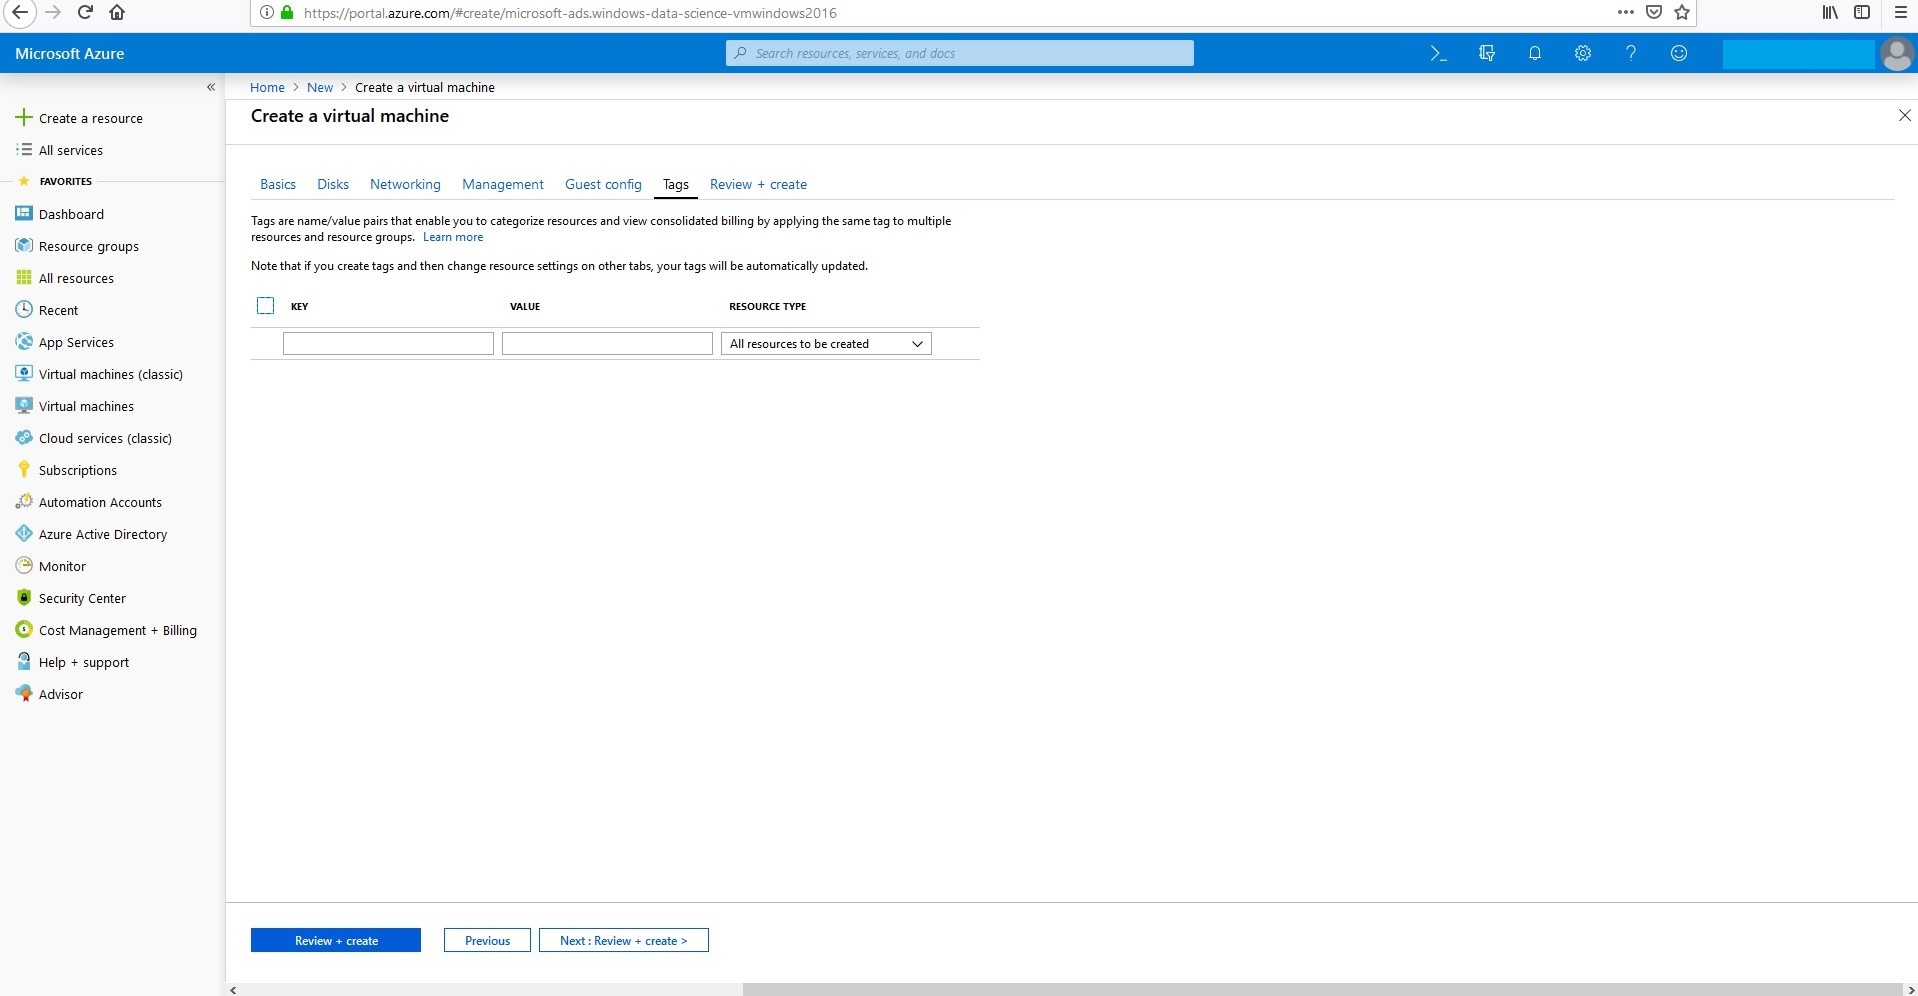 https://portal.azure.com/#create/microsoft-ads.windows-data-science-vmwindows2016
Microsoft Azure
Search resources, services, and docs
Home > New > Create a virtual machine
Create a virtual machine
Create a resource
All services
FAVORITES
Dashboard
Resource groups
All resources
Recent
App Services
Virtual machines (classic)
Virtual machines
Cloud services (classic)
Subscriptions
Automation Accounts
Azure Active Directory
Monitor
Security Center
Cost Management + Billing
Help + support
Advisor
Basics Disks Networking Management Guest config Tags Review + create
Tags are name/value pairs that enable you to categorize resources and view consolidated billing by applying the same tag to multiple
resources and resource groups. Learn more
Note that if you create tags and then change resource settings on other tabs, your tags will be automatically updated.
KEY VALUE RESOURCE TYPE
All resources to be created
Review + create Previous Next : Review + create >